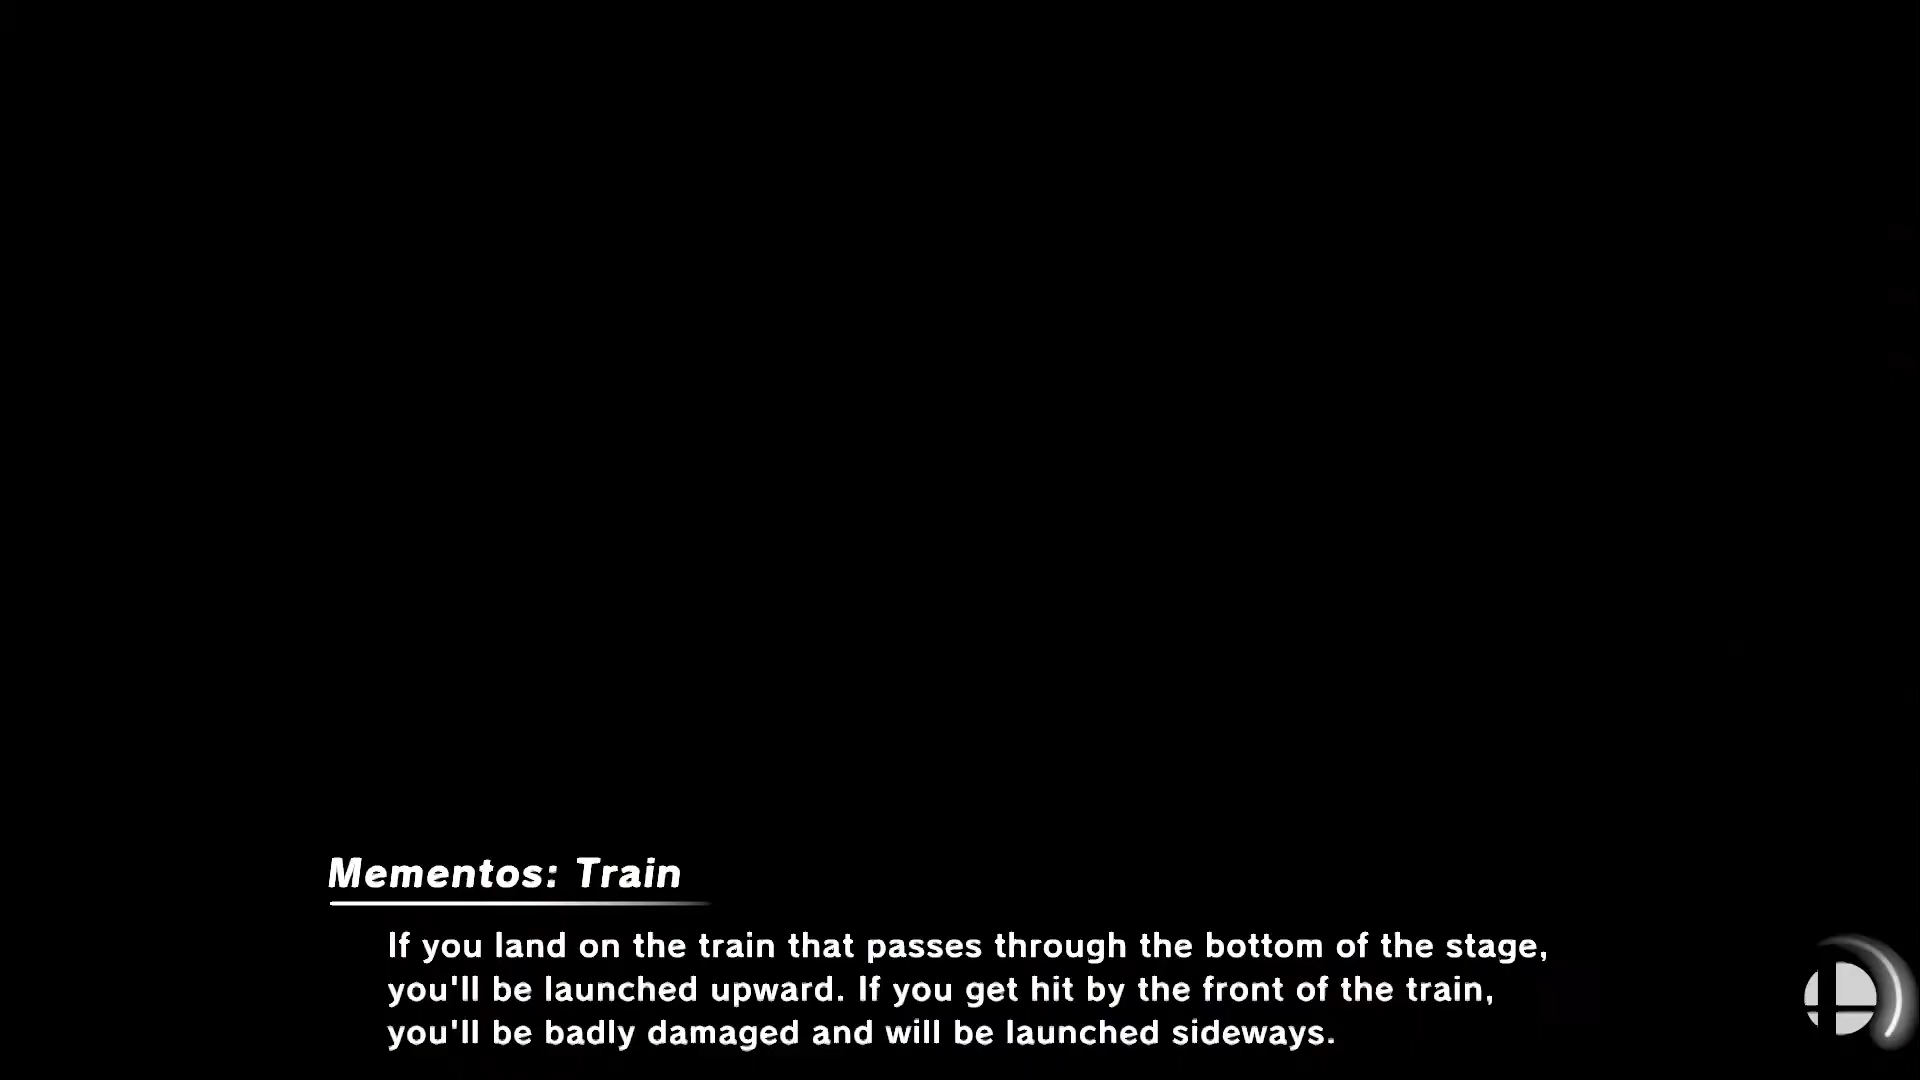 Mementos: Train
If you land on the train that passes through the bottom of the stage,
you'll be launched upward. If you get hit by the front of the train,
you'll be badly damaged and will be launched sideways.